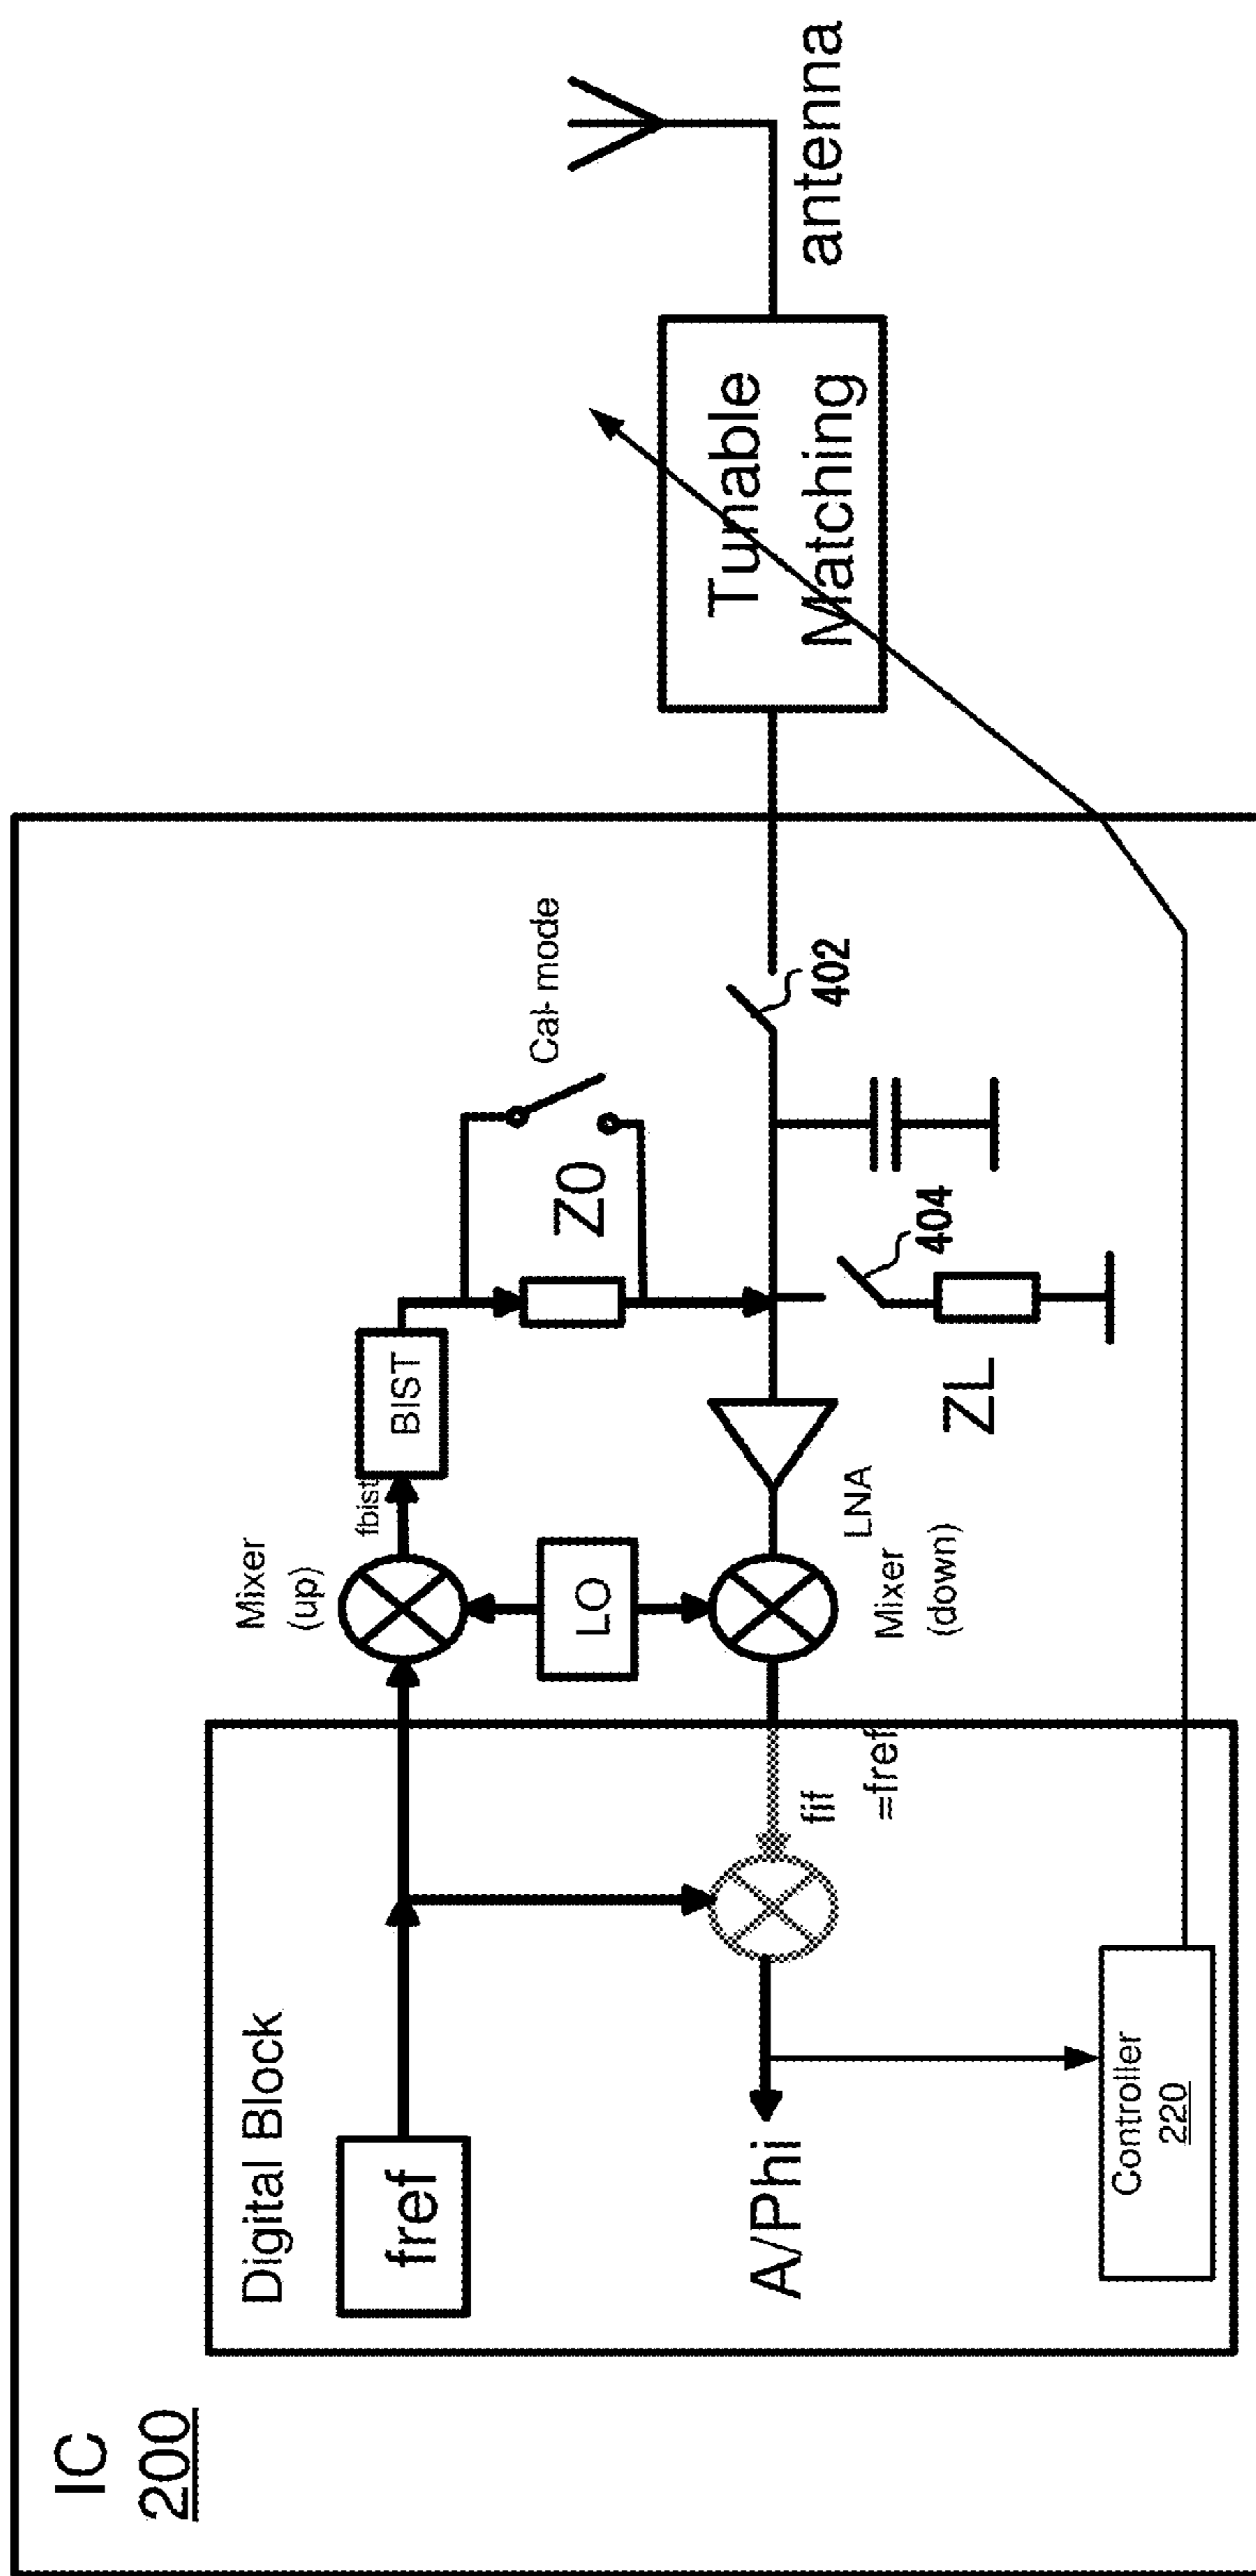 IC
200
Digital Block
fref
A/Phi
Controller
220
fif
=fref
Mixer
(up)
fbist
BIST
LO
LNA
Mixer
(down)
Z0
Cal- mode
ZL
404
402
Tunable
Matching
antenna